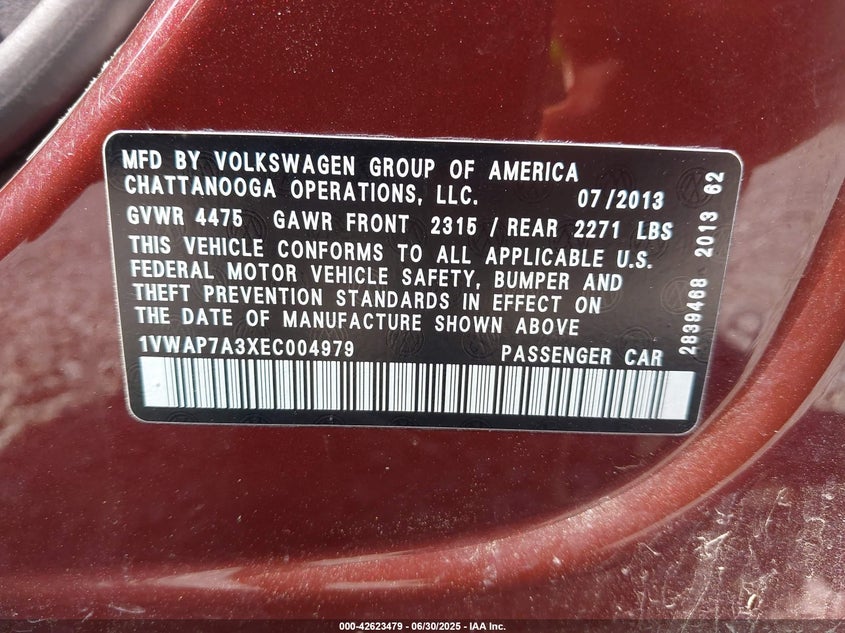 MFD BY VOLKSWAGEN GROUP OF AMERICA
CHATTANOOGA OPERATIONS, LLC. 07/2013
GVWR 4475 GAWR FRONT 2315 / REAR 2271 LBS
THIS VEHICLE CONFORMS TO ALL APPLICABLE U.S.
FEDERAL MOTOR VEHICLE SAFETY, BUMPER AND
THEFT PREVENTION STANDARDS IN EFFECT ON
THE DATE OF MANUFACTURE SHOWN ABOVE
1VWAP7A3XEC004979 PASSENGER CAR
2839468 2013 62
000-42623479 - 06/30/2025 - IAA Inc.